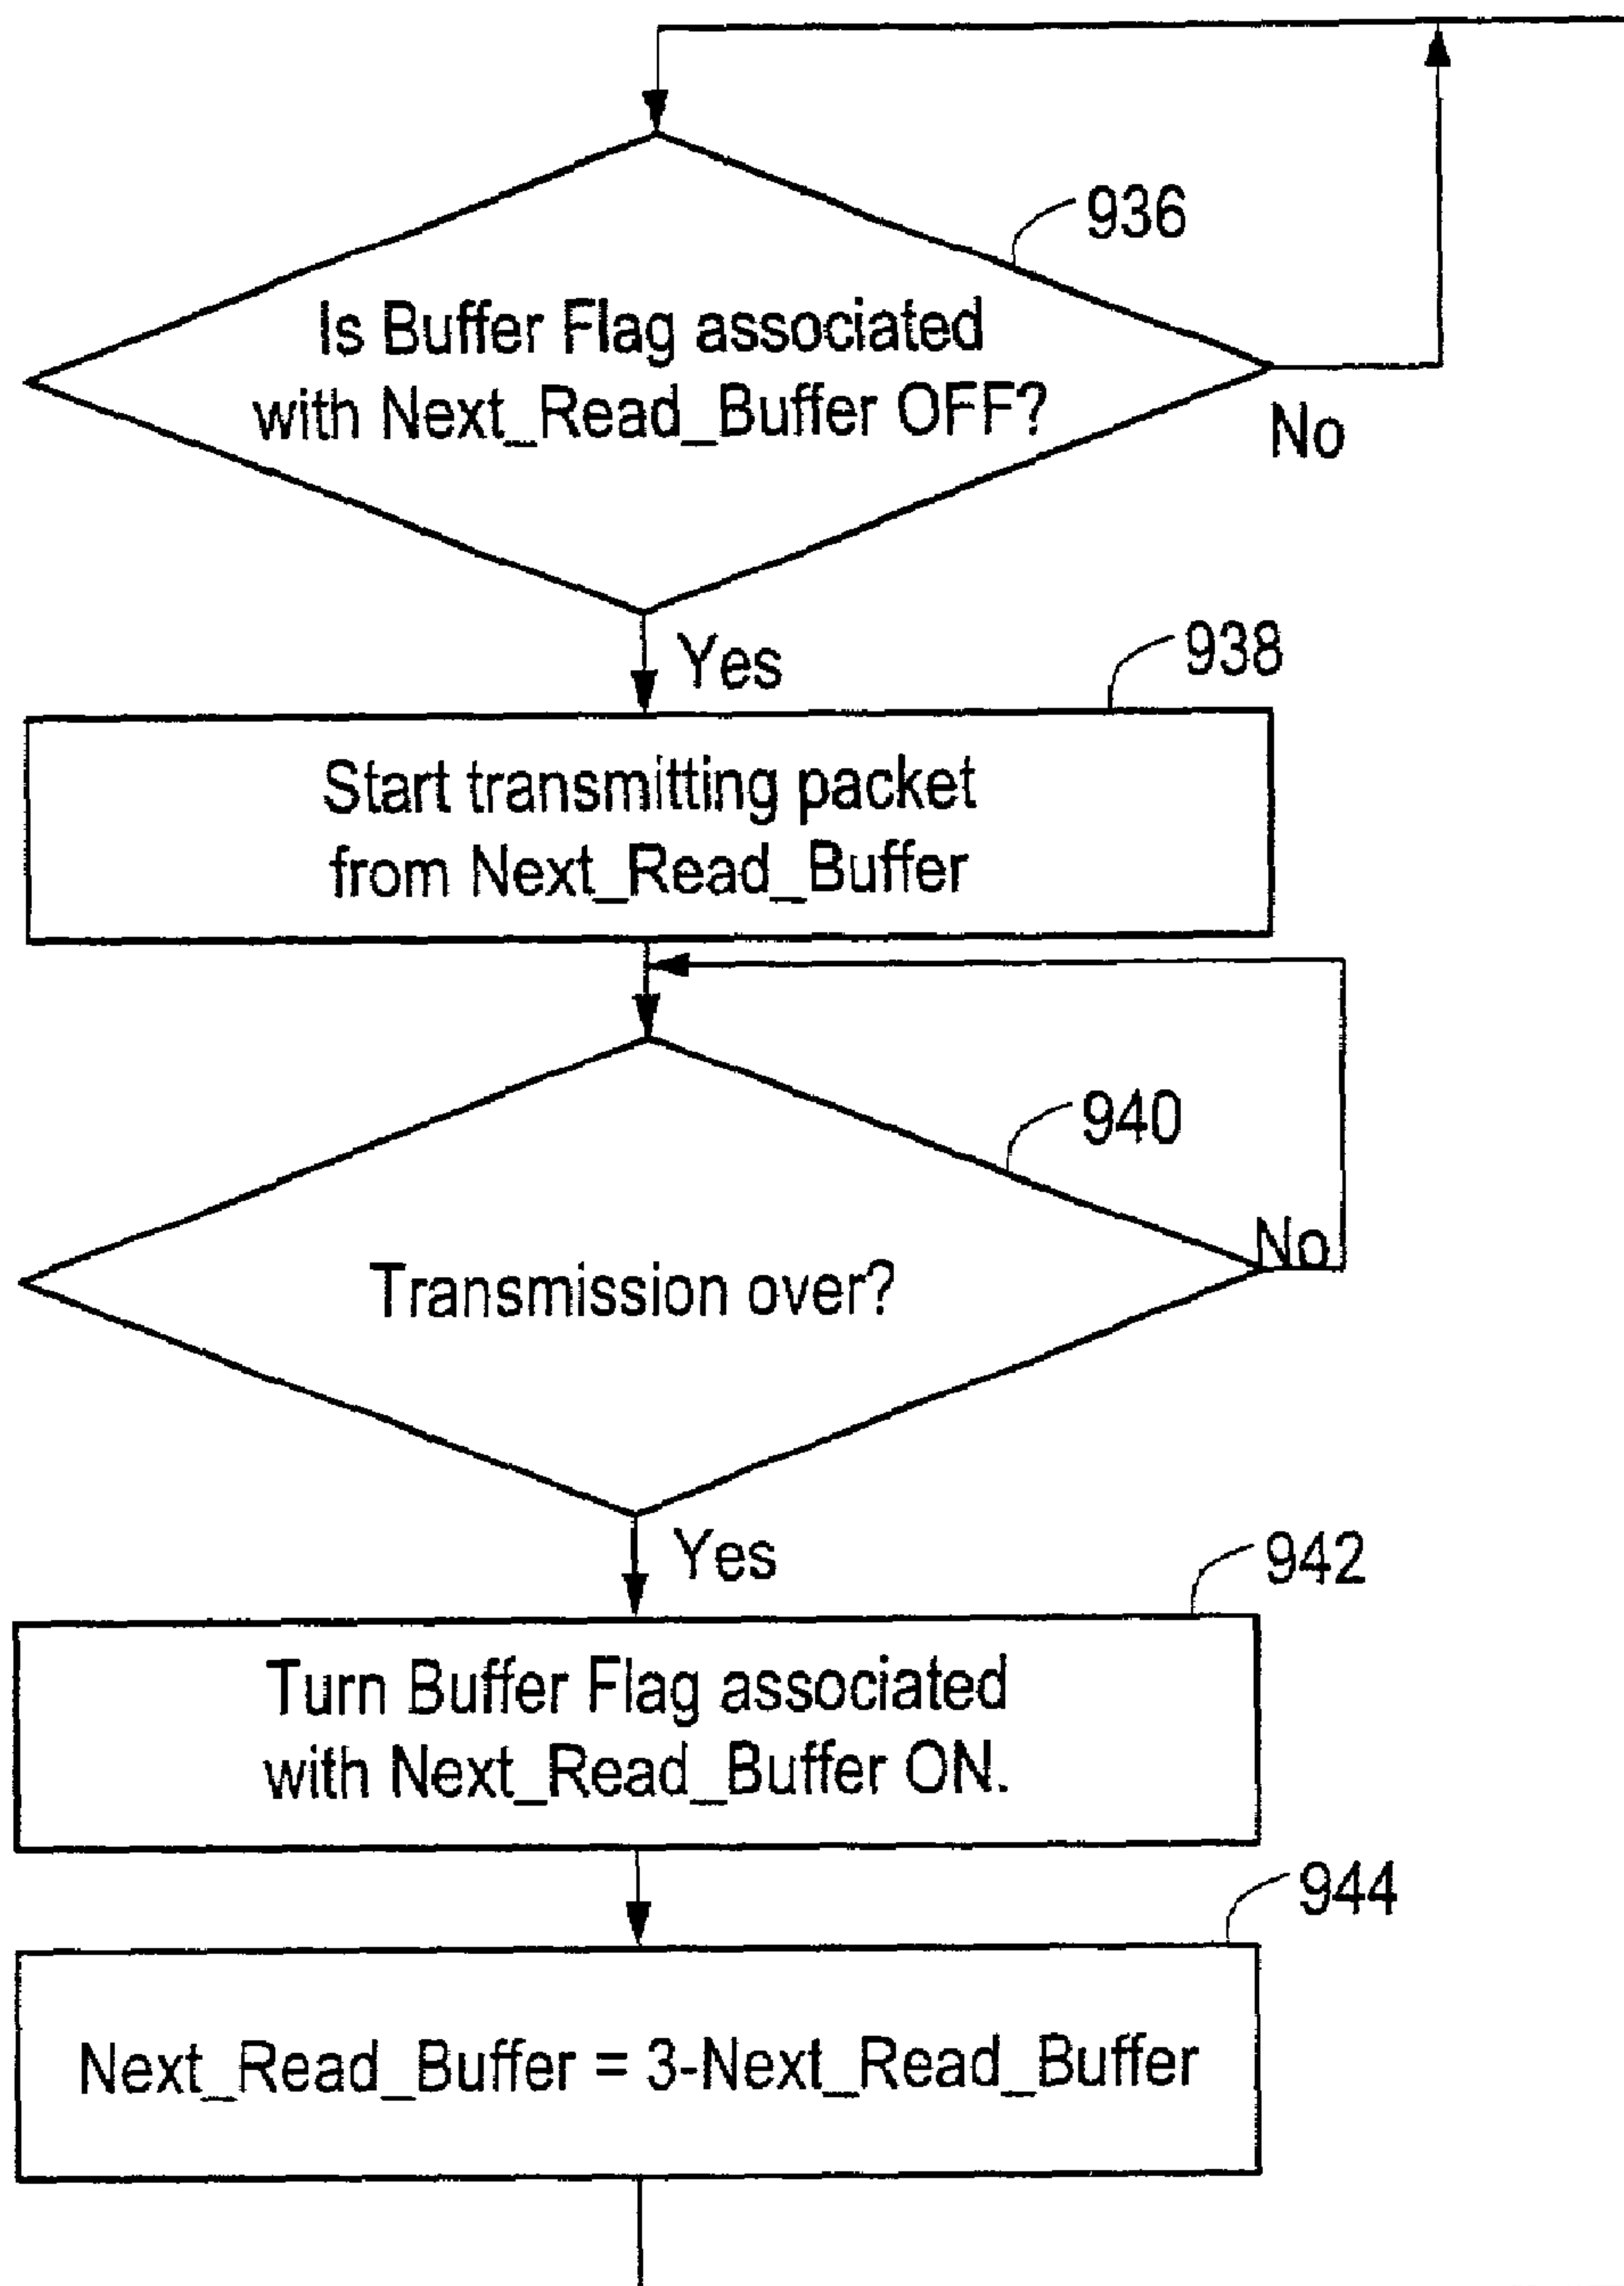 936
Is Buffer Flag associated
with Next_Read_Buffer OFF?
No
Yes
938
Start transmitting packet
from Next_Read_Buffer
940
No
Transmission over?
Yes
942
Turn Buffer Flag associated
with Next_Read_Buffer ON.
944
Next_Read_Buffer = 3-Next_Read_Buffer